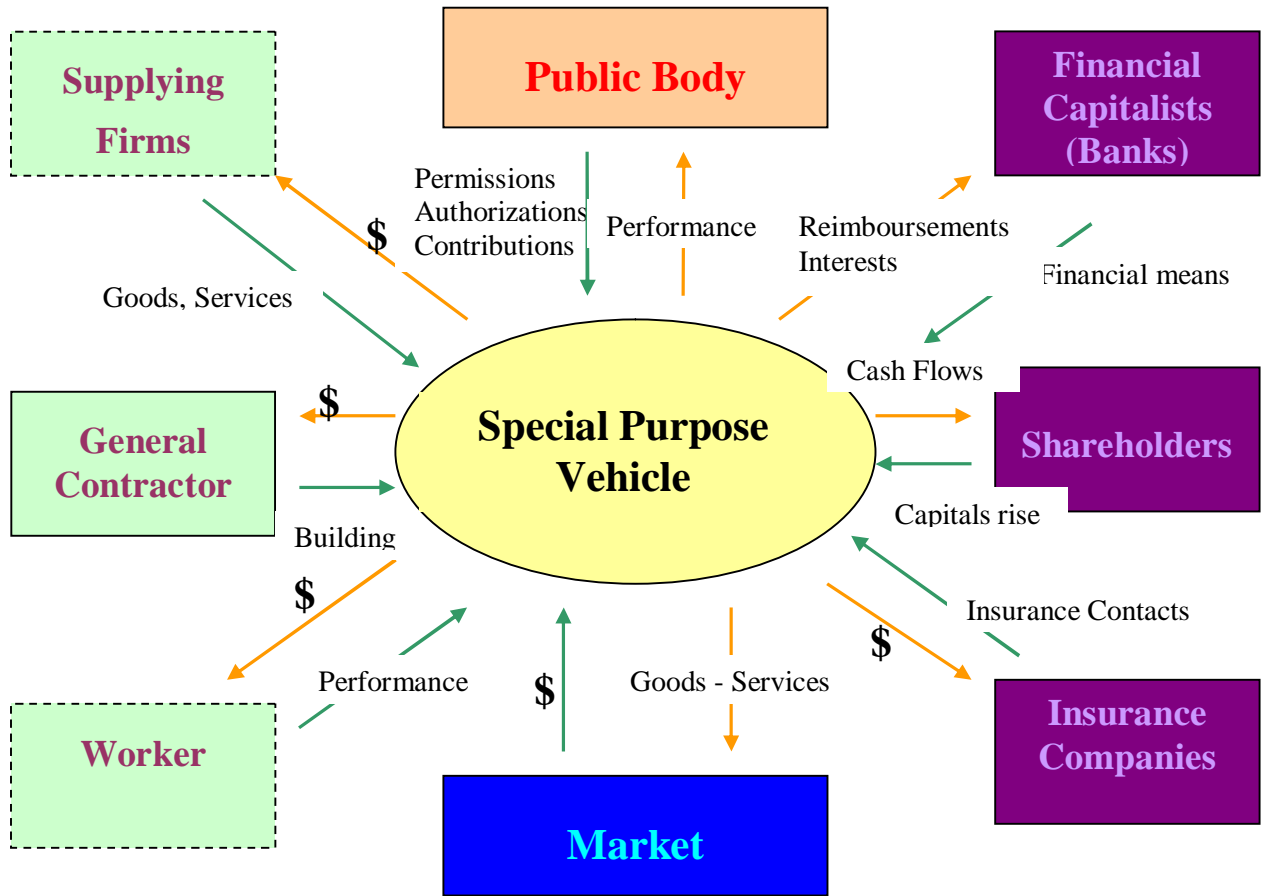 Supplying
Firms
Public Body
Financial
Capitalists
(Banks)
Permissions
Authorizations
Contributions
Performance
Reimboursements
Interests
$
Goods, Services
Financial means
Cash Flows
$
General
Contractor
Special Purpose
Vehicle
Shareholders
Capitals rise
Building
$
Insurance Contacts
Performance
$
Goods - Services
$
Worker
Insurance
Companies
Market